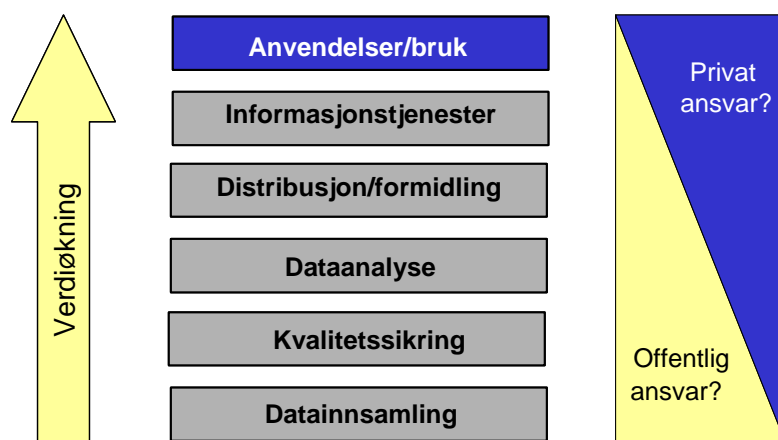 Anvendelser/bruk
Informasjonstjenester
Distribusjon/formidling
Dataanalyse
Kvalitetssikring
Datainnsamling
Verdiøkning
Privat
ansvar?
Offentlig
ansvar?